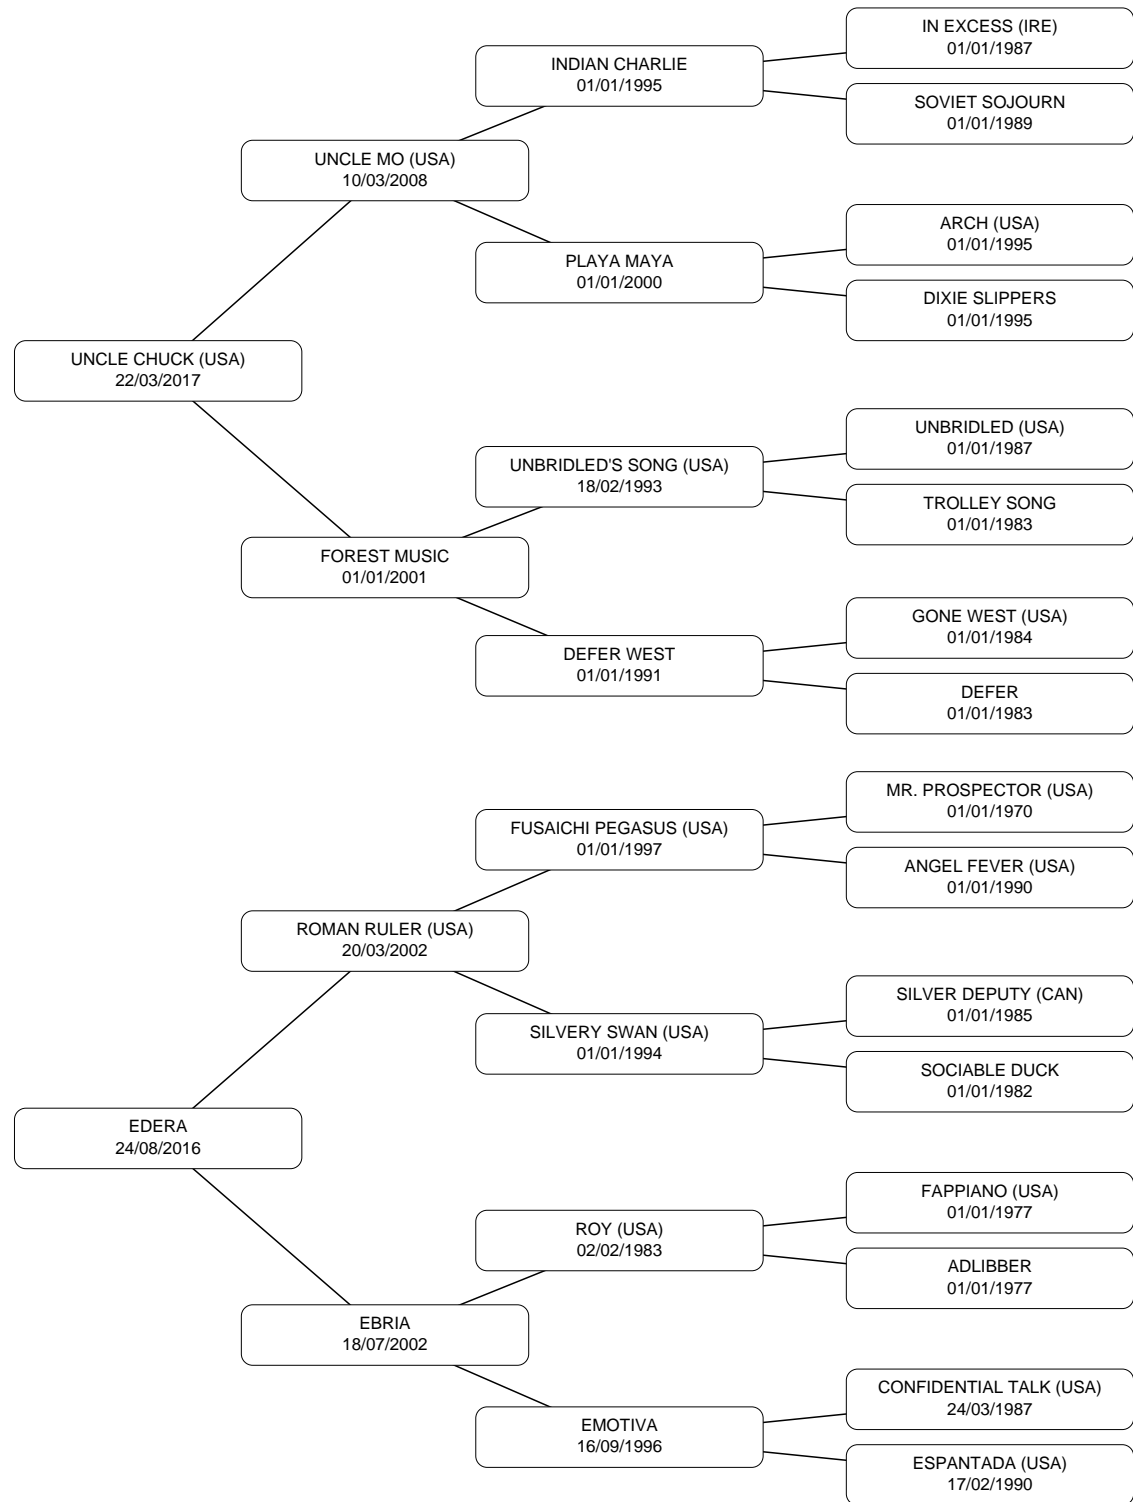 IN EXCESS (IRE)
01/01/1987
INDIAN CHARLIE
01/01/1995
SOVIET SOJOURN
01/01/1989
UNCLE MO (USA)
10/03/2008
ARCH (USA)
01/01/1995
PLAYA MAYA
01/01/2000
DIXIE SLIPPERS
01/01/1995
UNCLE CHUCK (USA)
22/03/2017
UNBRIDLED (USA)
01/01/1987
UNBRIDLED'S SONG (USA)
18/02/1993
TROLLEY SONG
01/01/1983
FOREST MUSIC
01/01/2001
GONE WEST (USA)
01/01/1984
DEFER WEST
01/01/1991
DEFER
01/01/1983
MR. PROSPECTOR (USA)
01/01/1970
FUSAICHI PEGASUS (USA)
01/01/1997
ANGEL FEVER (USA)
01/01/1990
ROMAN RULER (USA)
20/03/2002
SILVER DEPUTY (CAN)
01/01/1985
SILVERY SWAN (USA)
01/01/1994
SOCIABLE DUCK
01/01/1982
EDERA
24/08/2016
FAPPIANO (USA)
01/01/1977
ROY (USA)
02/02/1983
ADLIBBER
01/01/1977
EBRIA
18/07/2002
CONFIDENTIAL TALK (USA)
24/03/1987
EMOTIVA
16/09/1996
ESPANTADA (USA)
17/02/1990